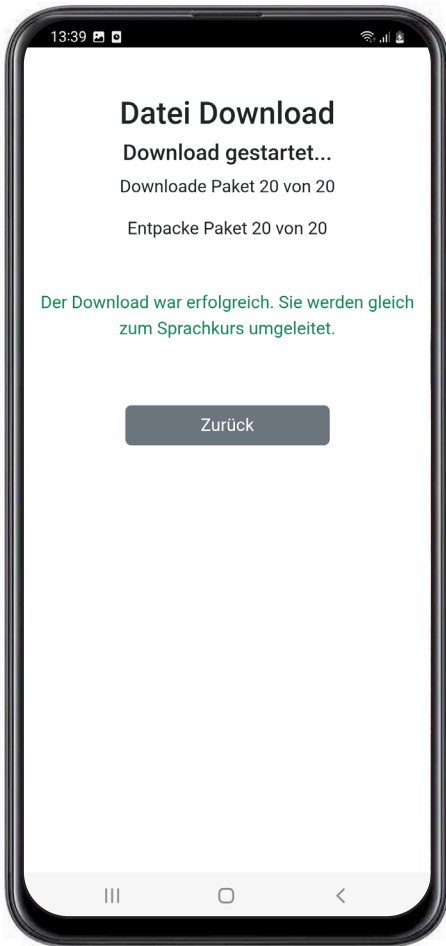 13:39
Datei Download
Download gestartet...
Downloade Paket 20 von 20
Entpacke Paket 20 von 20
Der Download war erfolgreich. Sie werden gleich
zum Sprachkurs umgeleitet.
Zurück